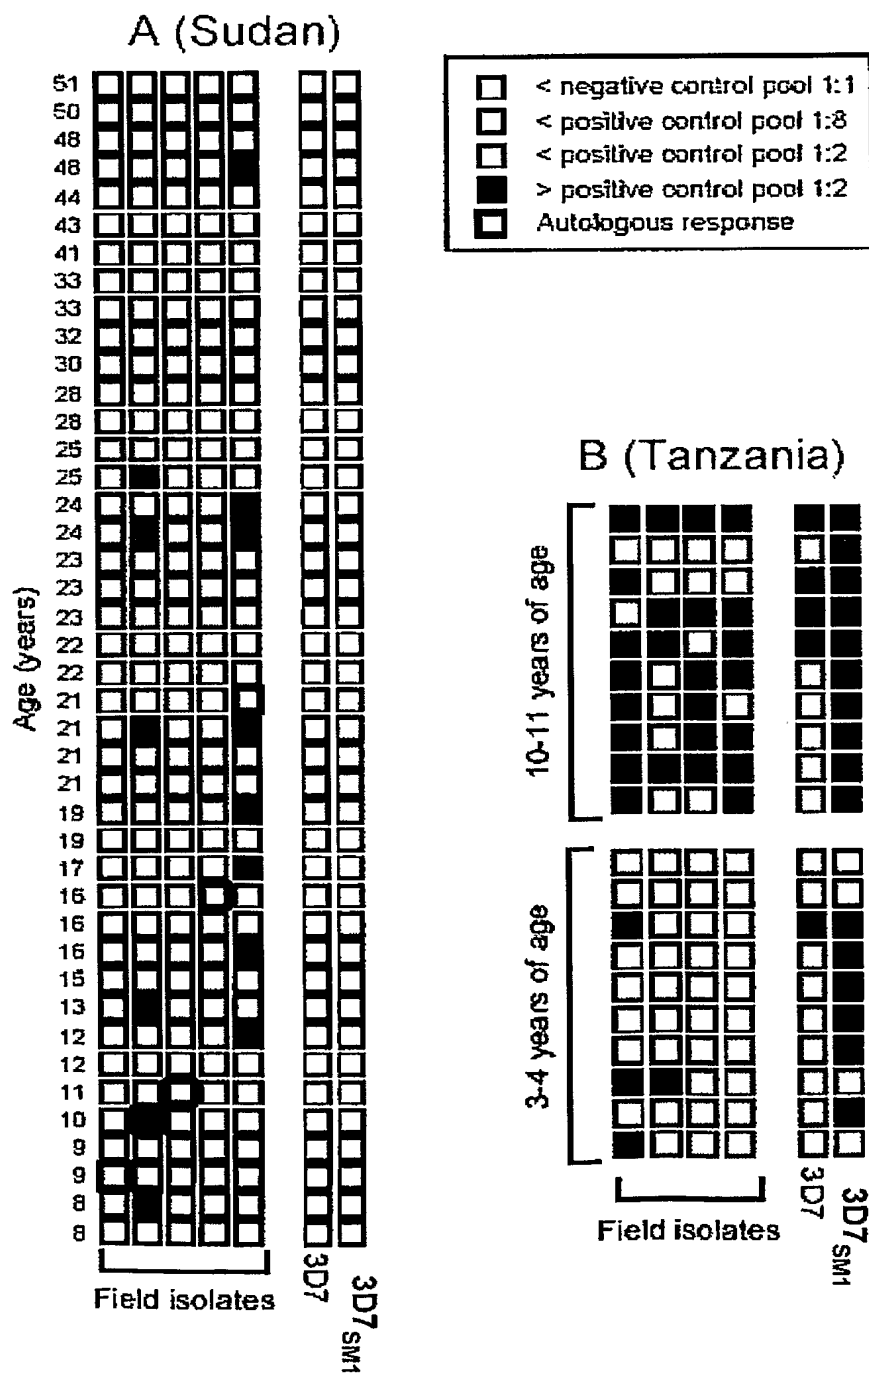 A (Sudan)
< negative control pool 1:1
< positive control pool 1:8
< positive control pool 1:2
> positive control pool 1:2
Autologous response
Age (years)
51
50
48
48
44
43
41
33
33
32
30
28
28
25
25
24
24
23
23
23
22
22
21
21
21
21
19
19
17
16
16
16
15
13
12
12
11
10
9
9
8
8
Field isolates
3D7
3D7SM1
B (Tanzania)
10-11 years of age
3-4 years of age
Field isolates
3D7
3D7SM1